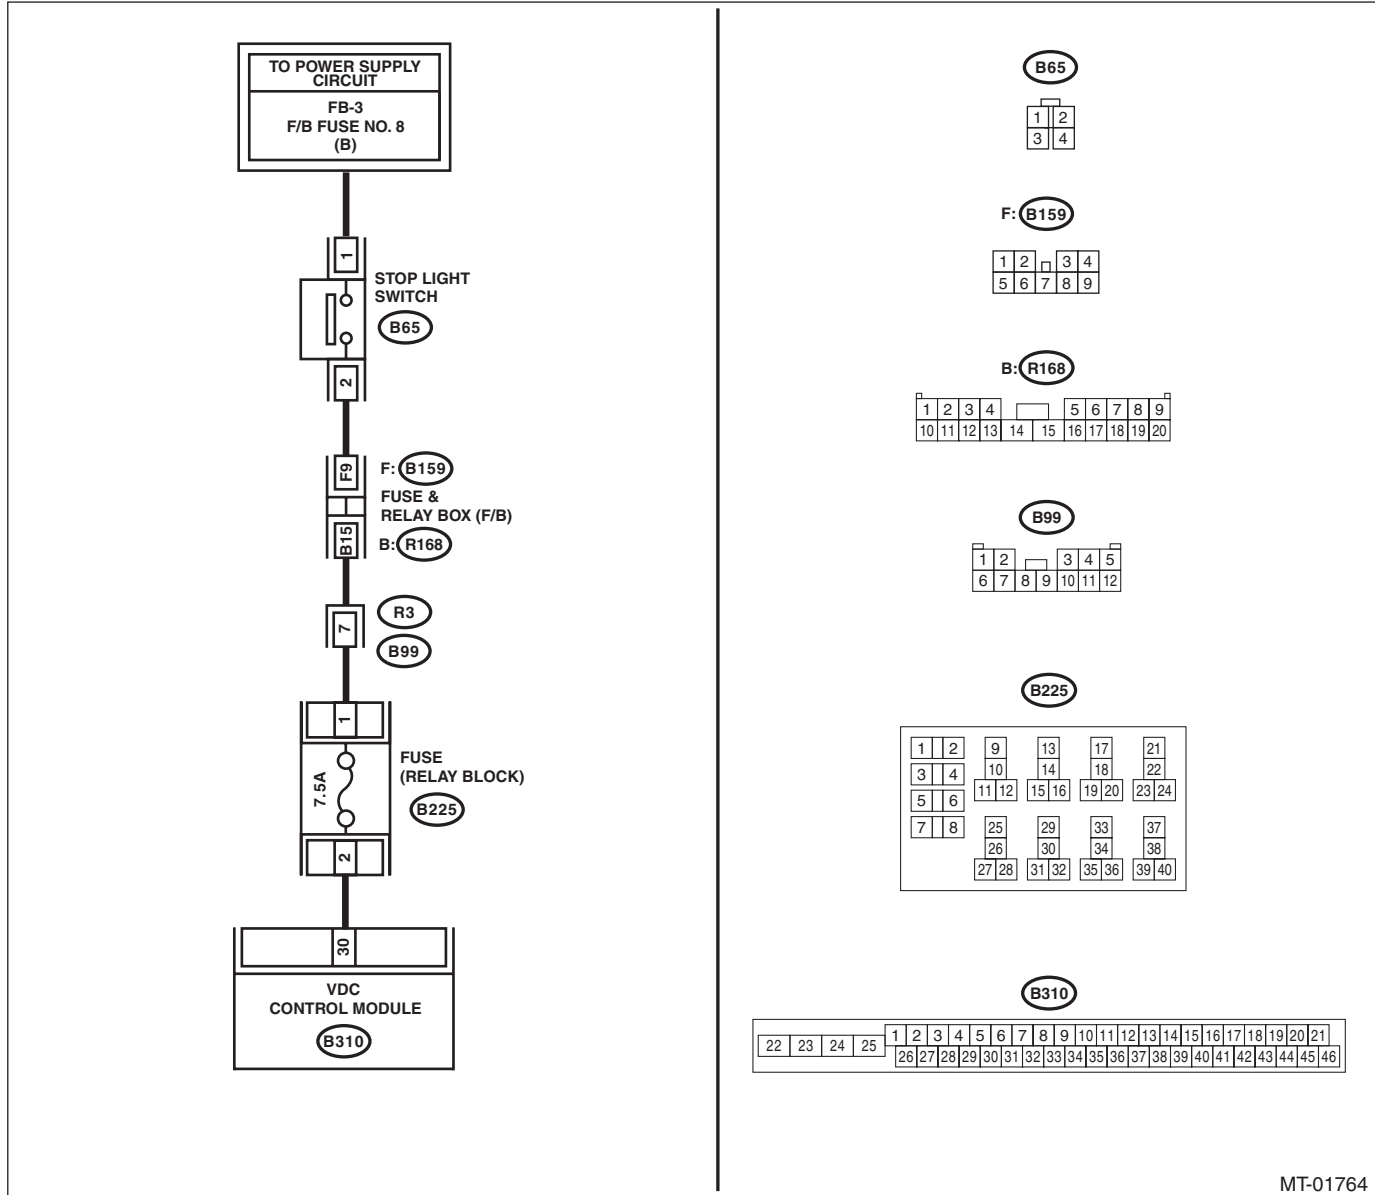 TO POWER SUPPLY
CIRCUIT
FB-3
F/B FUSE NO. 8
(B)
1
STOP LIGHT
SWITCH
B65
2
F9
F: B159
FUSE &
RELAY BOX (F/B)
B15
B: R168
7
R3
B99
1
7.5A
FUSE
(RELAY BLOCK)
B225
2
30
VDC
CONTROL MODULE
B310
B65
1 2
3 4
F: B159
1 2 3 4
5 6 7 8 9
B: R168
1 2 3 4 5 6 7 8 9
10 11 12 13 14 15 16 17 18 19 20
B99
1 2 3 4 5
6 7 8 9 10 11 12
B225
1 2 9 13 17 21
3 4 10 14 18 22
11 12 15 16 19 20 23 24
5 6
7 8 25 29 33 37
26 30 34 38
27 28 31 32 35 36 39 40
B310
1 2 3 4 5 6 7 8 9 10 11 12 13 14 15 16 17 18 19 20 21
22 23 24 25
26 27 28 29 30 31 32 33 34 35 36 37 38 39 40 41 42 43 44 45 46
MT-01764